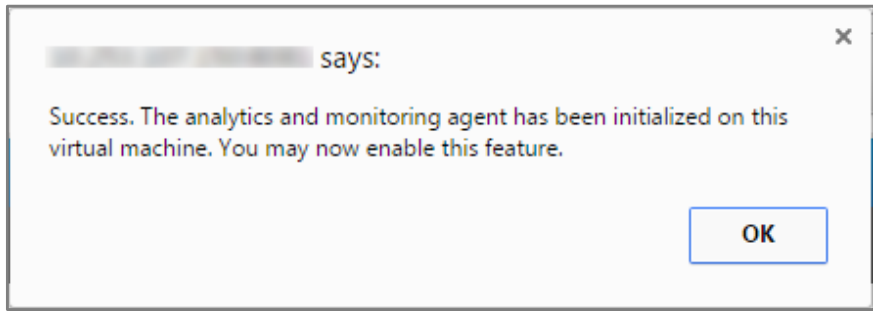 says:
Success. The analytics and monitoring agent has been initialized on this
virtual machine. You may now enable this feature.
OK